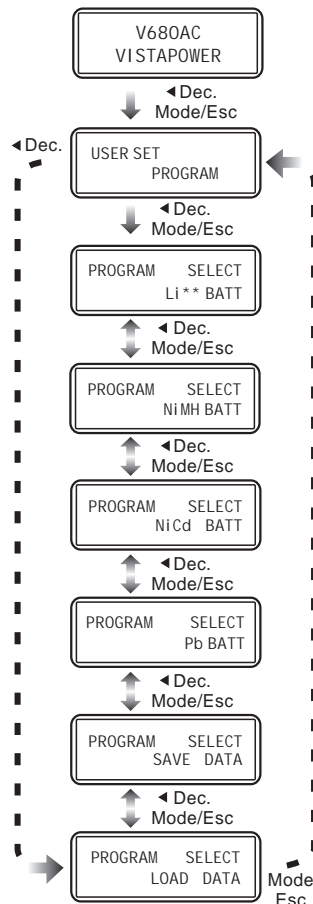 V680AC
VISTAPOWER
◄Dec.
Mode/Esc
◄Dec.
USER SET
PROGRAM
◄Dec.
Mode/Esc
PROGRAM SELECT
Li** BATT
◄Dec.
Mode/Esc
PROGRAM SELECT
NiMH BATT
◄Dec.
Mode/Esc
PROGRAM SELECT
NiCd BATT
◄Dec.
Mode/Esc
PROGRAM SELECT
Pb BATT
◄Dec.
Mode/Esc
PROGRAM SELECT
SAVE DATA
◄Dec.
Mode/Esc
PROGRAM SELECT
LOAD DATA
Mode
Esc